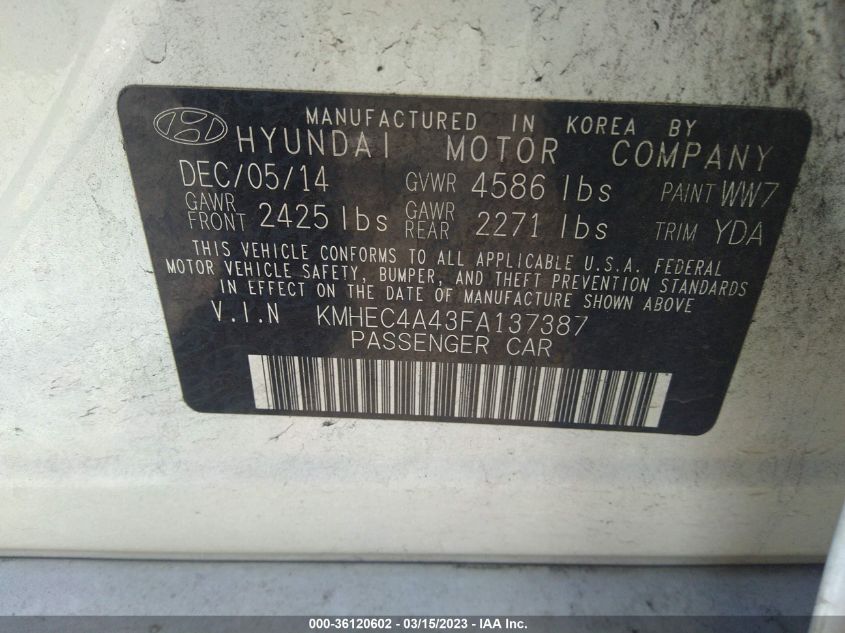 MANUFACTURED IN KOREA BY
HYUNDAI MOTOR COMPANY
DEC/05/14 GVWR 4586 lbs PAINT WW7
GAWR FRONT 2425 lbs GAWR REAR 2271 lbs TRIM YDA
THIS VEHICLE CONFORMS TO ALL APPLICABLE U.S.A. FEDERAL
MOTOR VEHICLE SAFETY, BUMPER, AND THEFT PREVENTION STANDARDS
IN EFFECT ON THE DATE OF MANUFACTURE SHOWN ABOVE
V.I.N KMHEC4A43FA137387
PASSENGER CAR
000-36120602 - 03/15/2023 - IAA Inc.